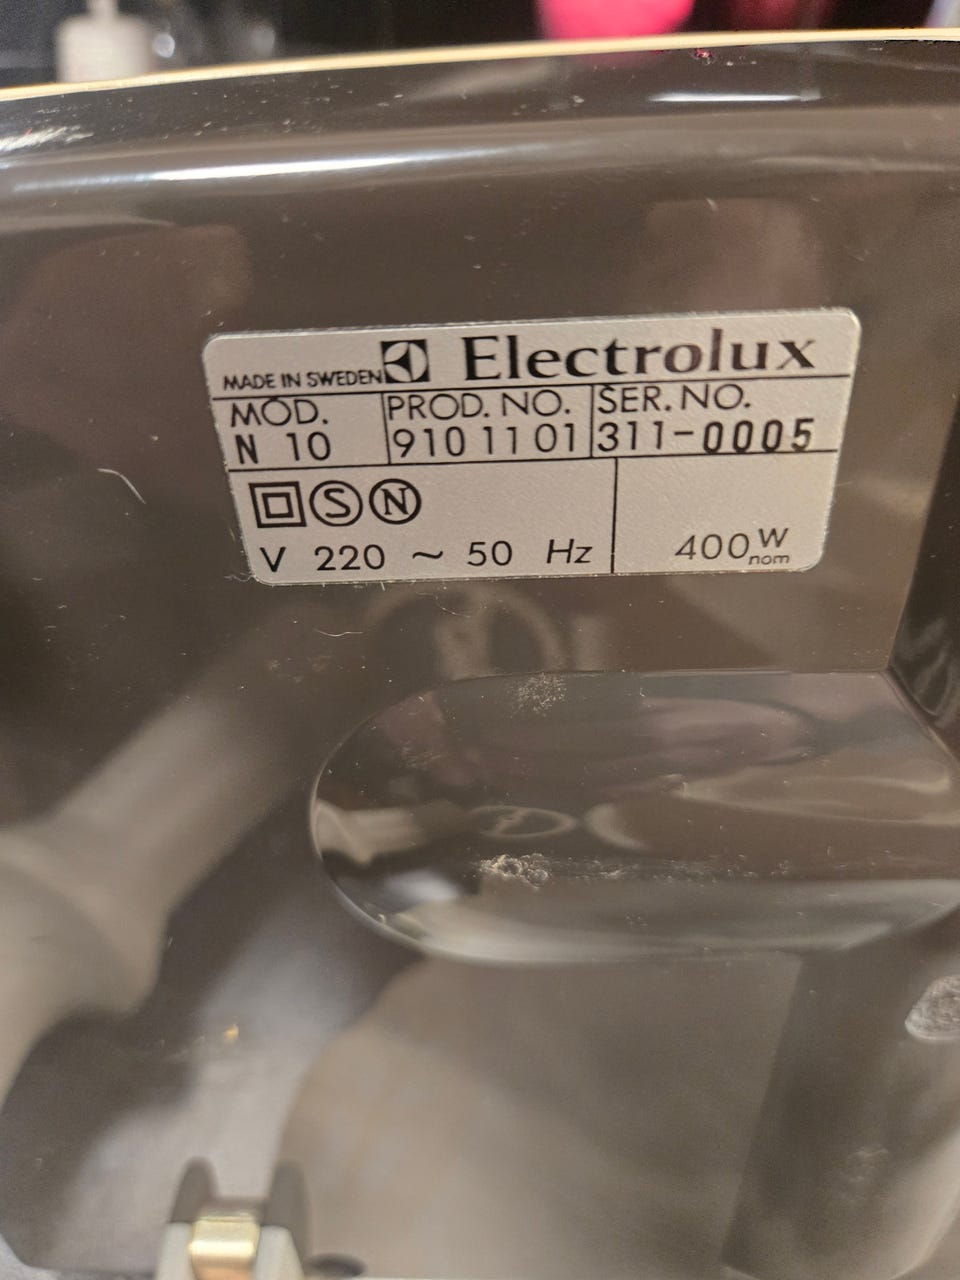 MADE IN SWEDEN Electrolux
MOD. PROD. NO. SER. NO.
N 10 910 11 01 311-0005
S N
V 220 ~ 50 Hz 400 W nom